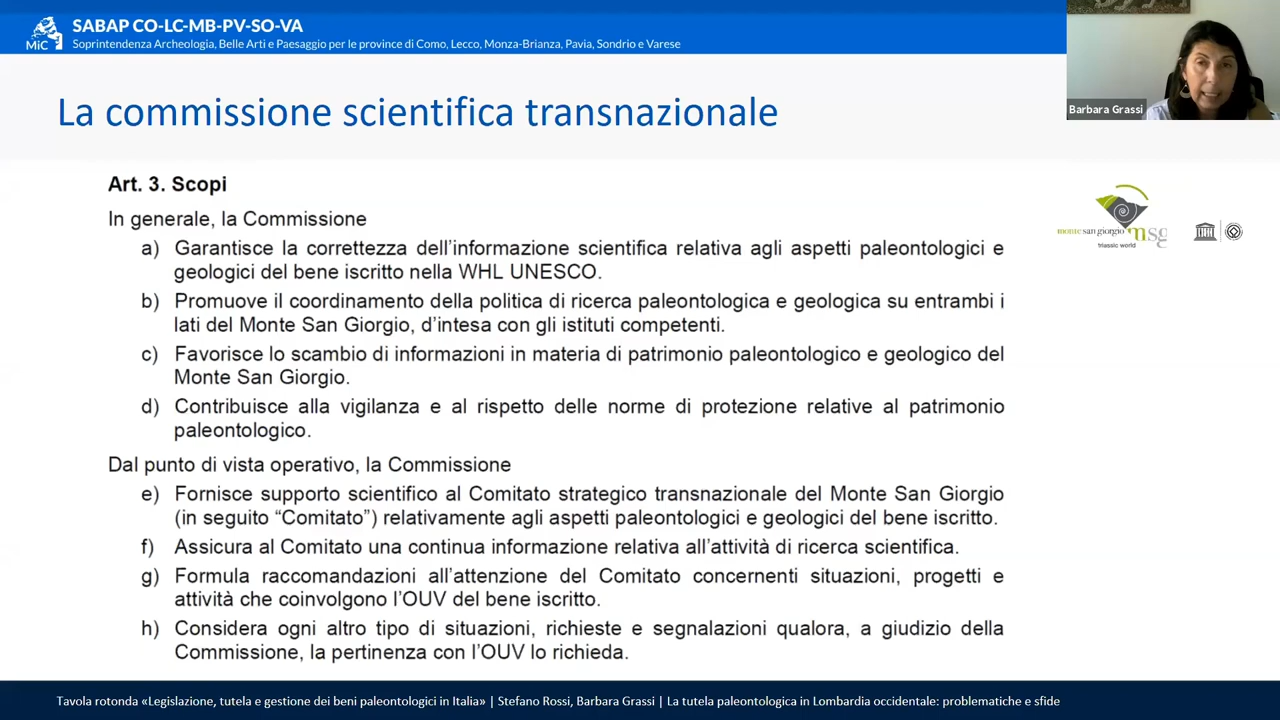 SABAP CO-LC-MB-PV-SO-VA
MiC
Soprintendenza Archeologia, Belle Arti e Paesaggio per le province di Como, Lecco, Monza-Brianza, Pavia, Sondrio e Varese
Barbara Grassi
La commissione scientifica transnazionale
Art. 3. Scopi
In generale, la Commissione
a) Garantisce la correttezza dell'informazione scientifica relativa agli aspetti paleontologici e
geologici del bene iscritto nella WHL UNESCO.
b) Promuove il coordinamento della politica di ricerca paleontologica e geologica su entrambi i
lati del Monte San Giorgio, d'intesa con gli istituti competenti.
c) Favorisce lo scambio di informazioni in materia di patrimonio paleontologico e geologico del
Monte San Giorgio.
d) Contribuisce alla vigilanza e al rispetto delle norme di protezione relative al patrimonio
paleontologico.
Dal punto di vista operativo, la Commissione
e) Fornisce supporto scientifico al Comitato strategico transnazionale del Monte San Giorgio
(in seguito "Comitato") relativamente agli aspetti paleontologici e geologici del bene iscritto.
f) Assicura al Comitato una continua informazione relativa all'attività di ricerca scientifica.
g) Formula raccomandazioni all'attenzione del Comitato concernenti situazioni, progetti e
attività che coinvolgono l'OUV del bene iscritto.
h) Considera ogni altro tipo di situazioni, richieste e segnalazioni qualora, a giudizio della
Commissione, la pertinenza con l'OUV lo richieda.
monte san giorgio msg
triassic world
Tavola rotonda «Legislazione, tutela e gestione dei beni paleontologici in Italia» | Stefano Rossi, Barbara Grassi | La tutela paleontologica in Lombardia occidentale: problematiche e sfide